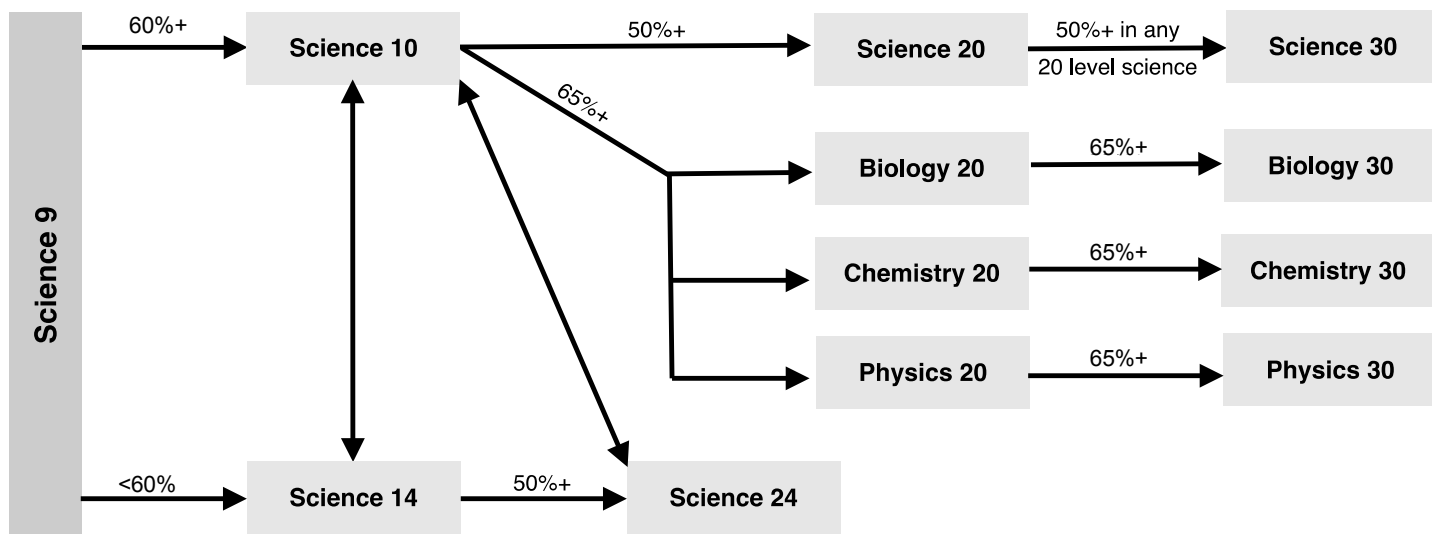 60%+
Science 10
50%+
Science 20
50%+ in any
20 level science
Science 30
65%+
Biology 20
65%+
Biology 30
Science 9
Chemistry 20
65%+
Chemistry 30
Physics 20
65%+
Physics 30
<60%
Science 14
50%+
Science 24